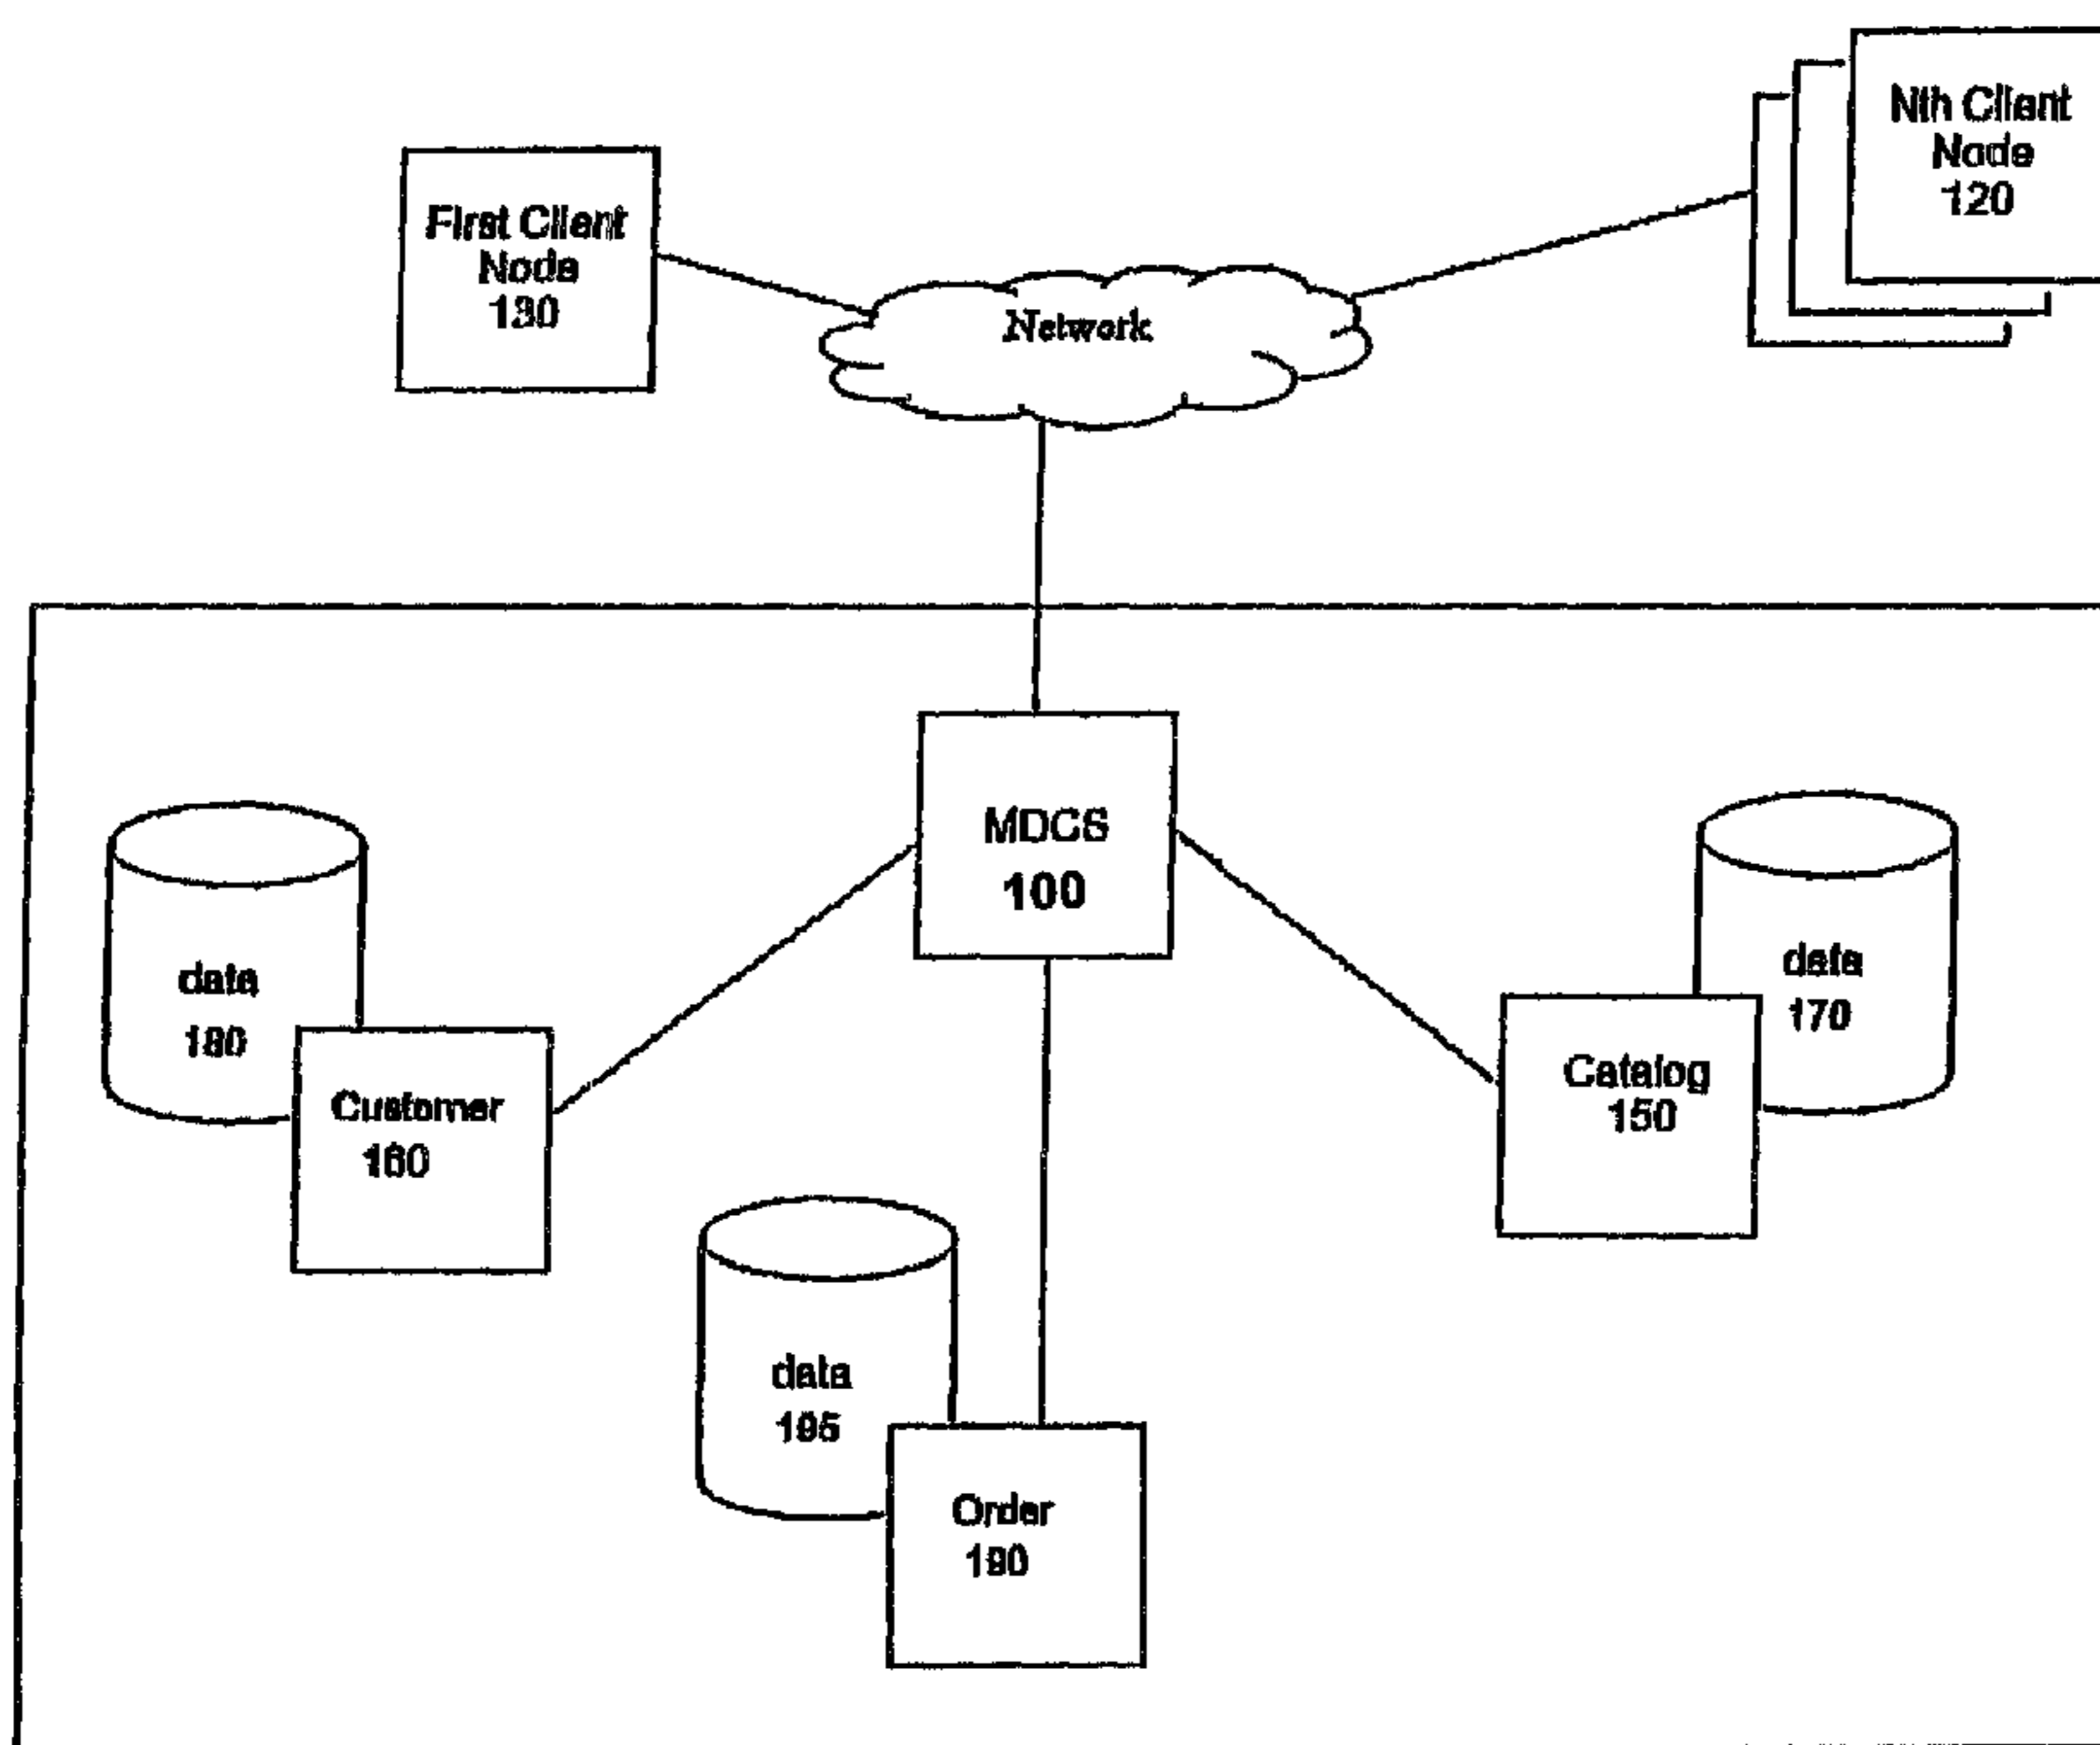 Nth Client
Node
120
First Client
Node
130
Network
MDCS
100
data
180
Customer
160
data
170
Catalog
150
data
195
Order
190